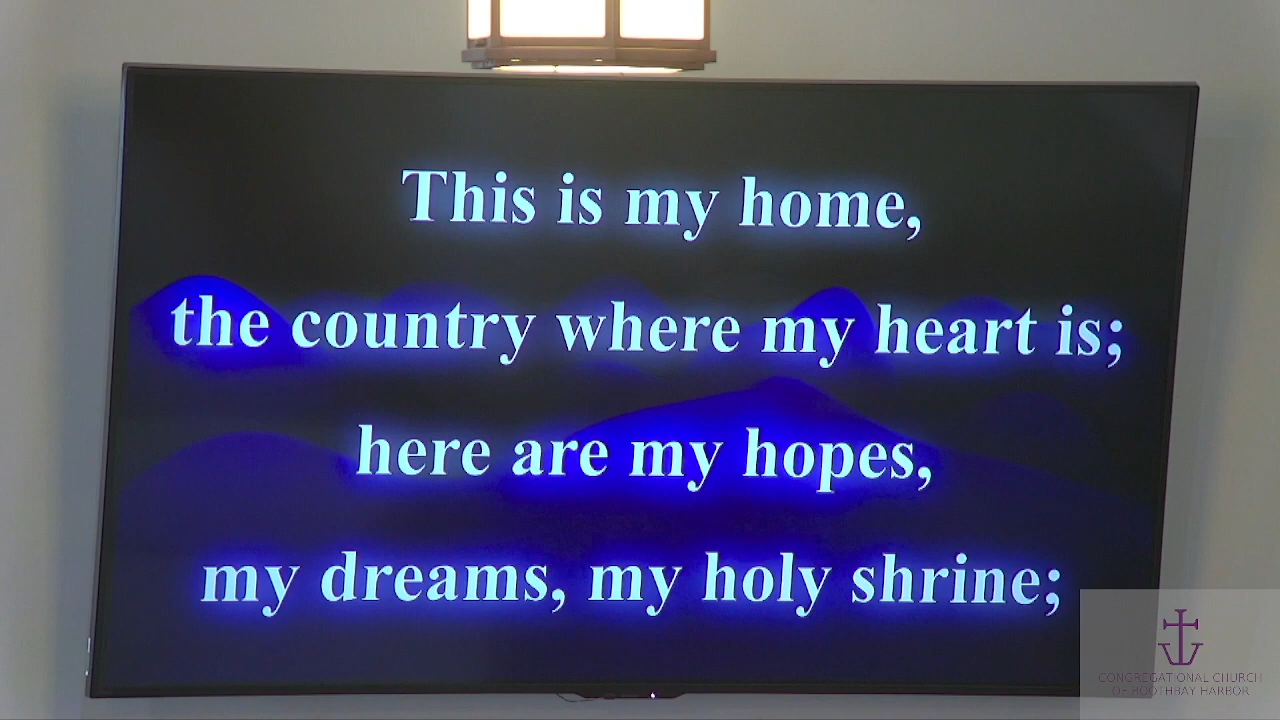 This is my home,
the country where my heart is;
here are my hopes,
my dreams, my holy shrine;
CONGREGATIONAL CHURCH
OF BOOTHBAY HARBOR